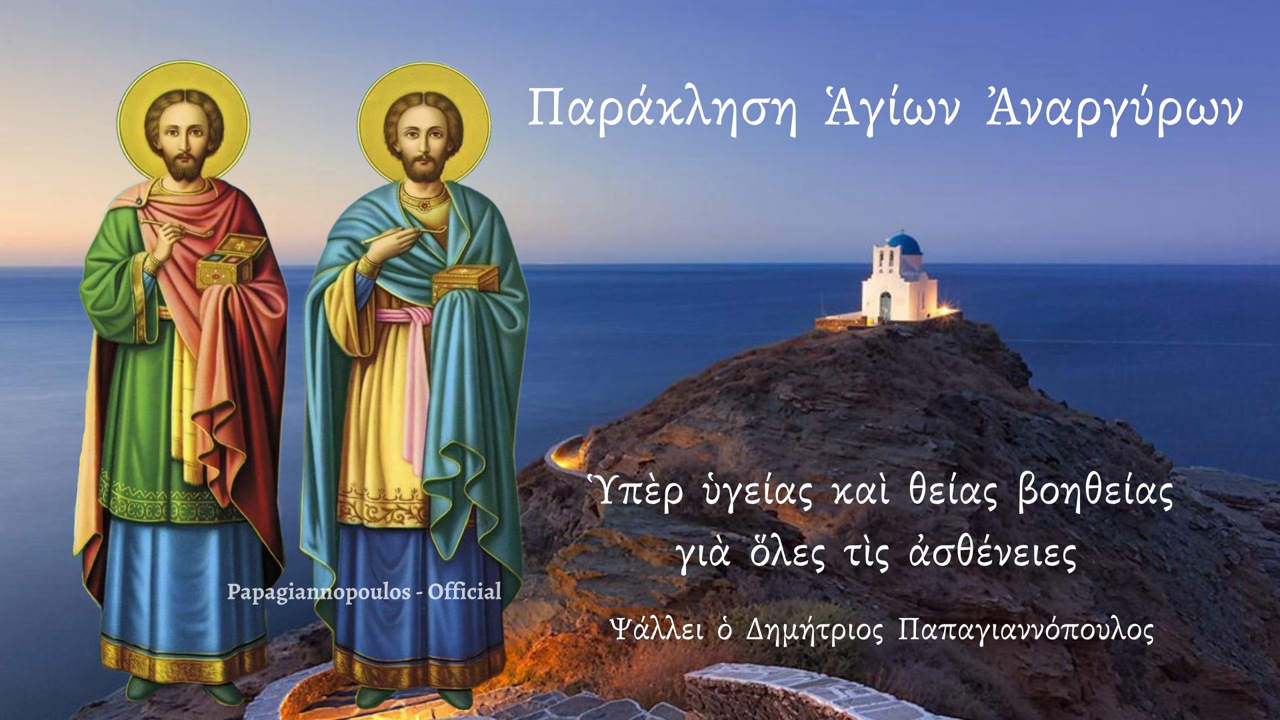 Παράκληση Ἁγίων Ἀναργύρων
Ὑπὲρ ὑγείας καὶ θείας βοηθείας
γιὰ ὅλες τὶς ἀσθένειες
Ψάλλει ὁ Δημήτριος Παπαγιαννόπουλος
Papagiannopoulos - Official